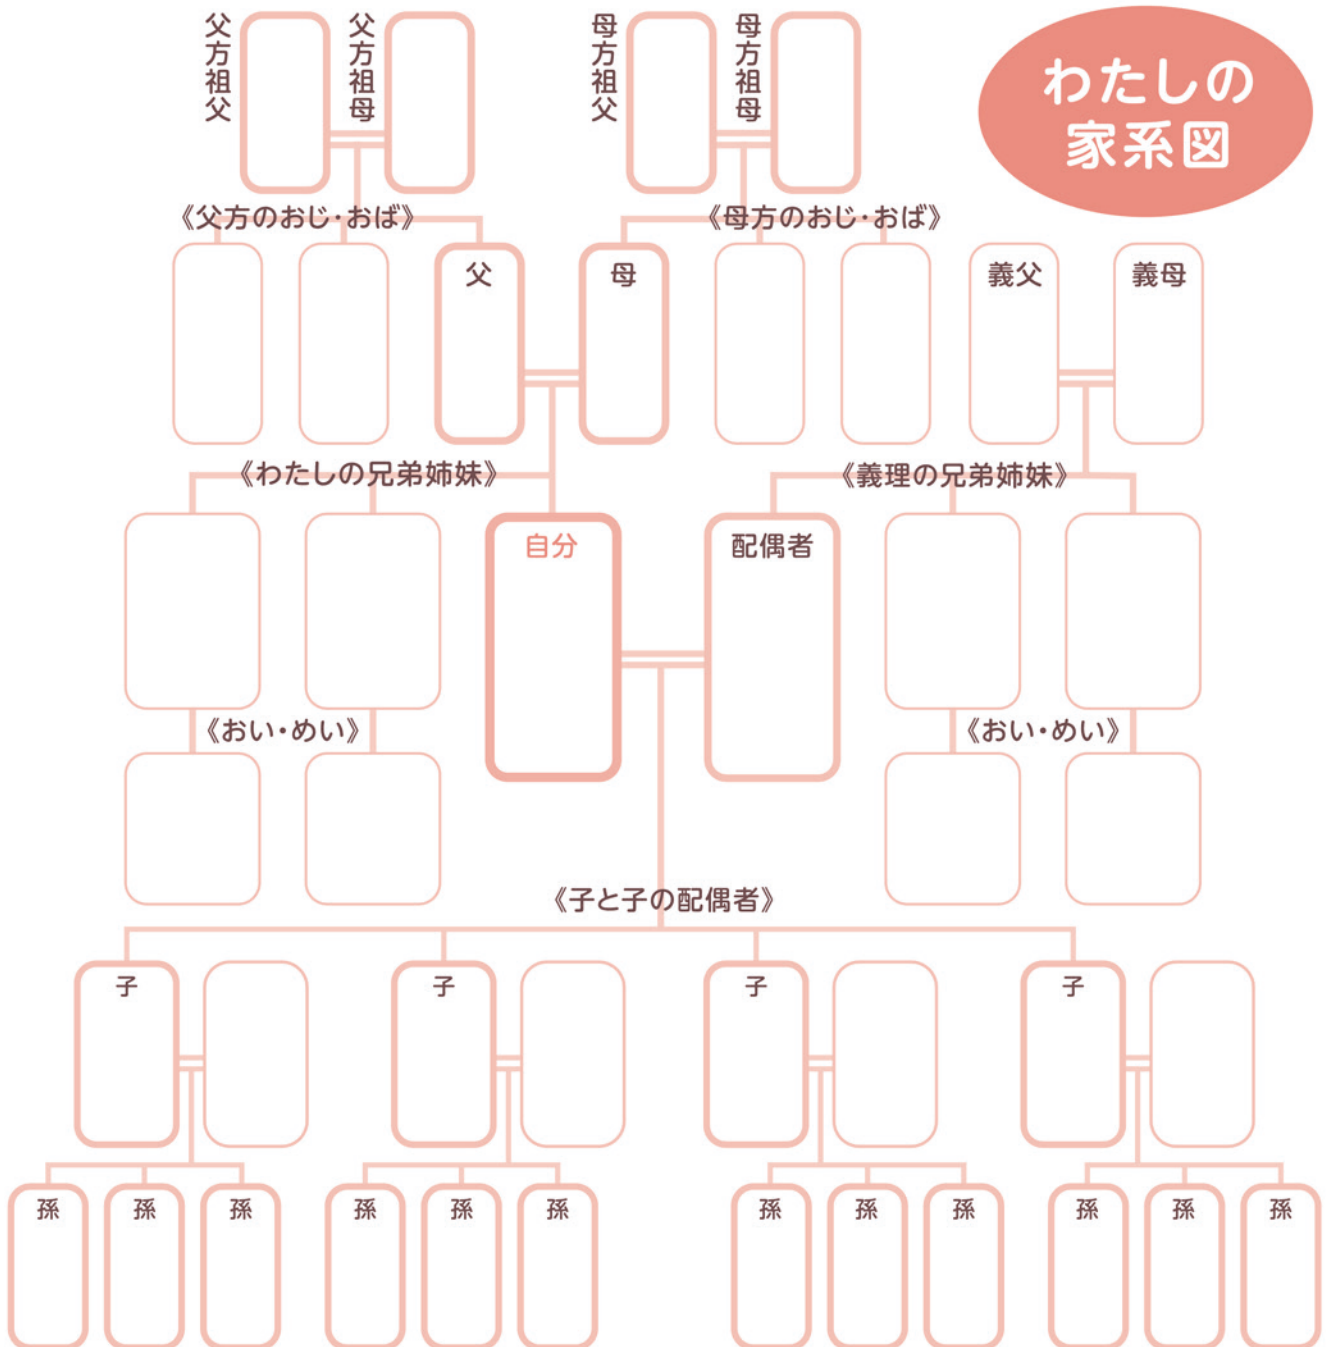 父方祖父
父方祖母
母方祖父
母方祖母
わたしの
家系図
《父方のおじ・おば》
《母方のおじ・おば》
父
母
義父
義母
《わたしの兄弟姉妹》
《義理の兄弟姉妹》
自分
配偶者
《おい・めい》
《おい・めい》
《子と子の配偶者》
子
子
子
子
孫
孫
孫
孫
孫
孫
孫
孫
孫
孫
孫
孫